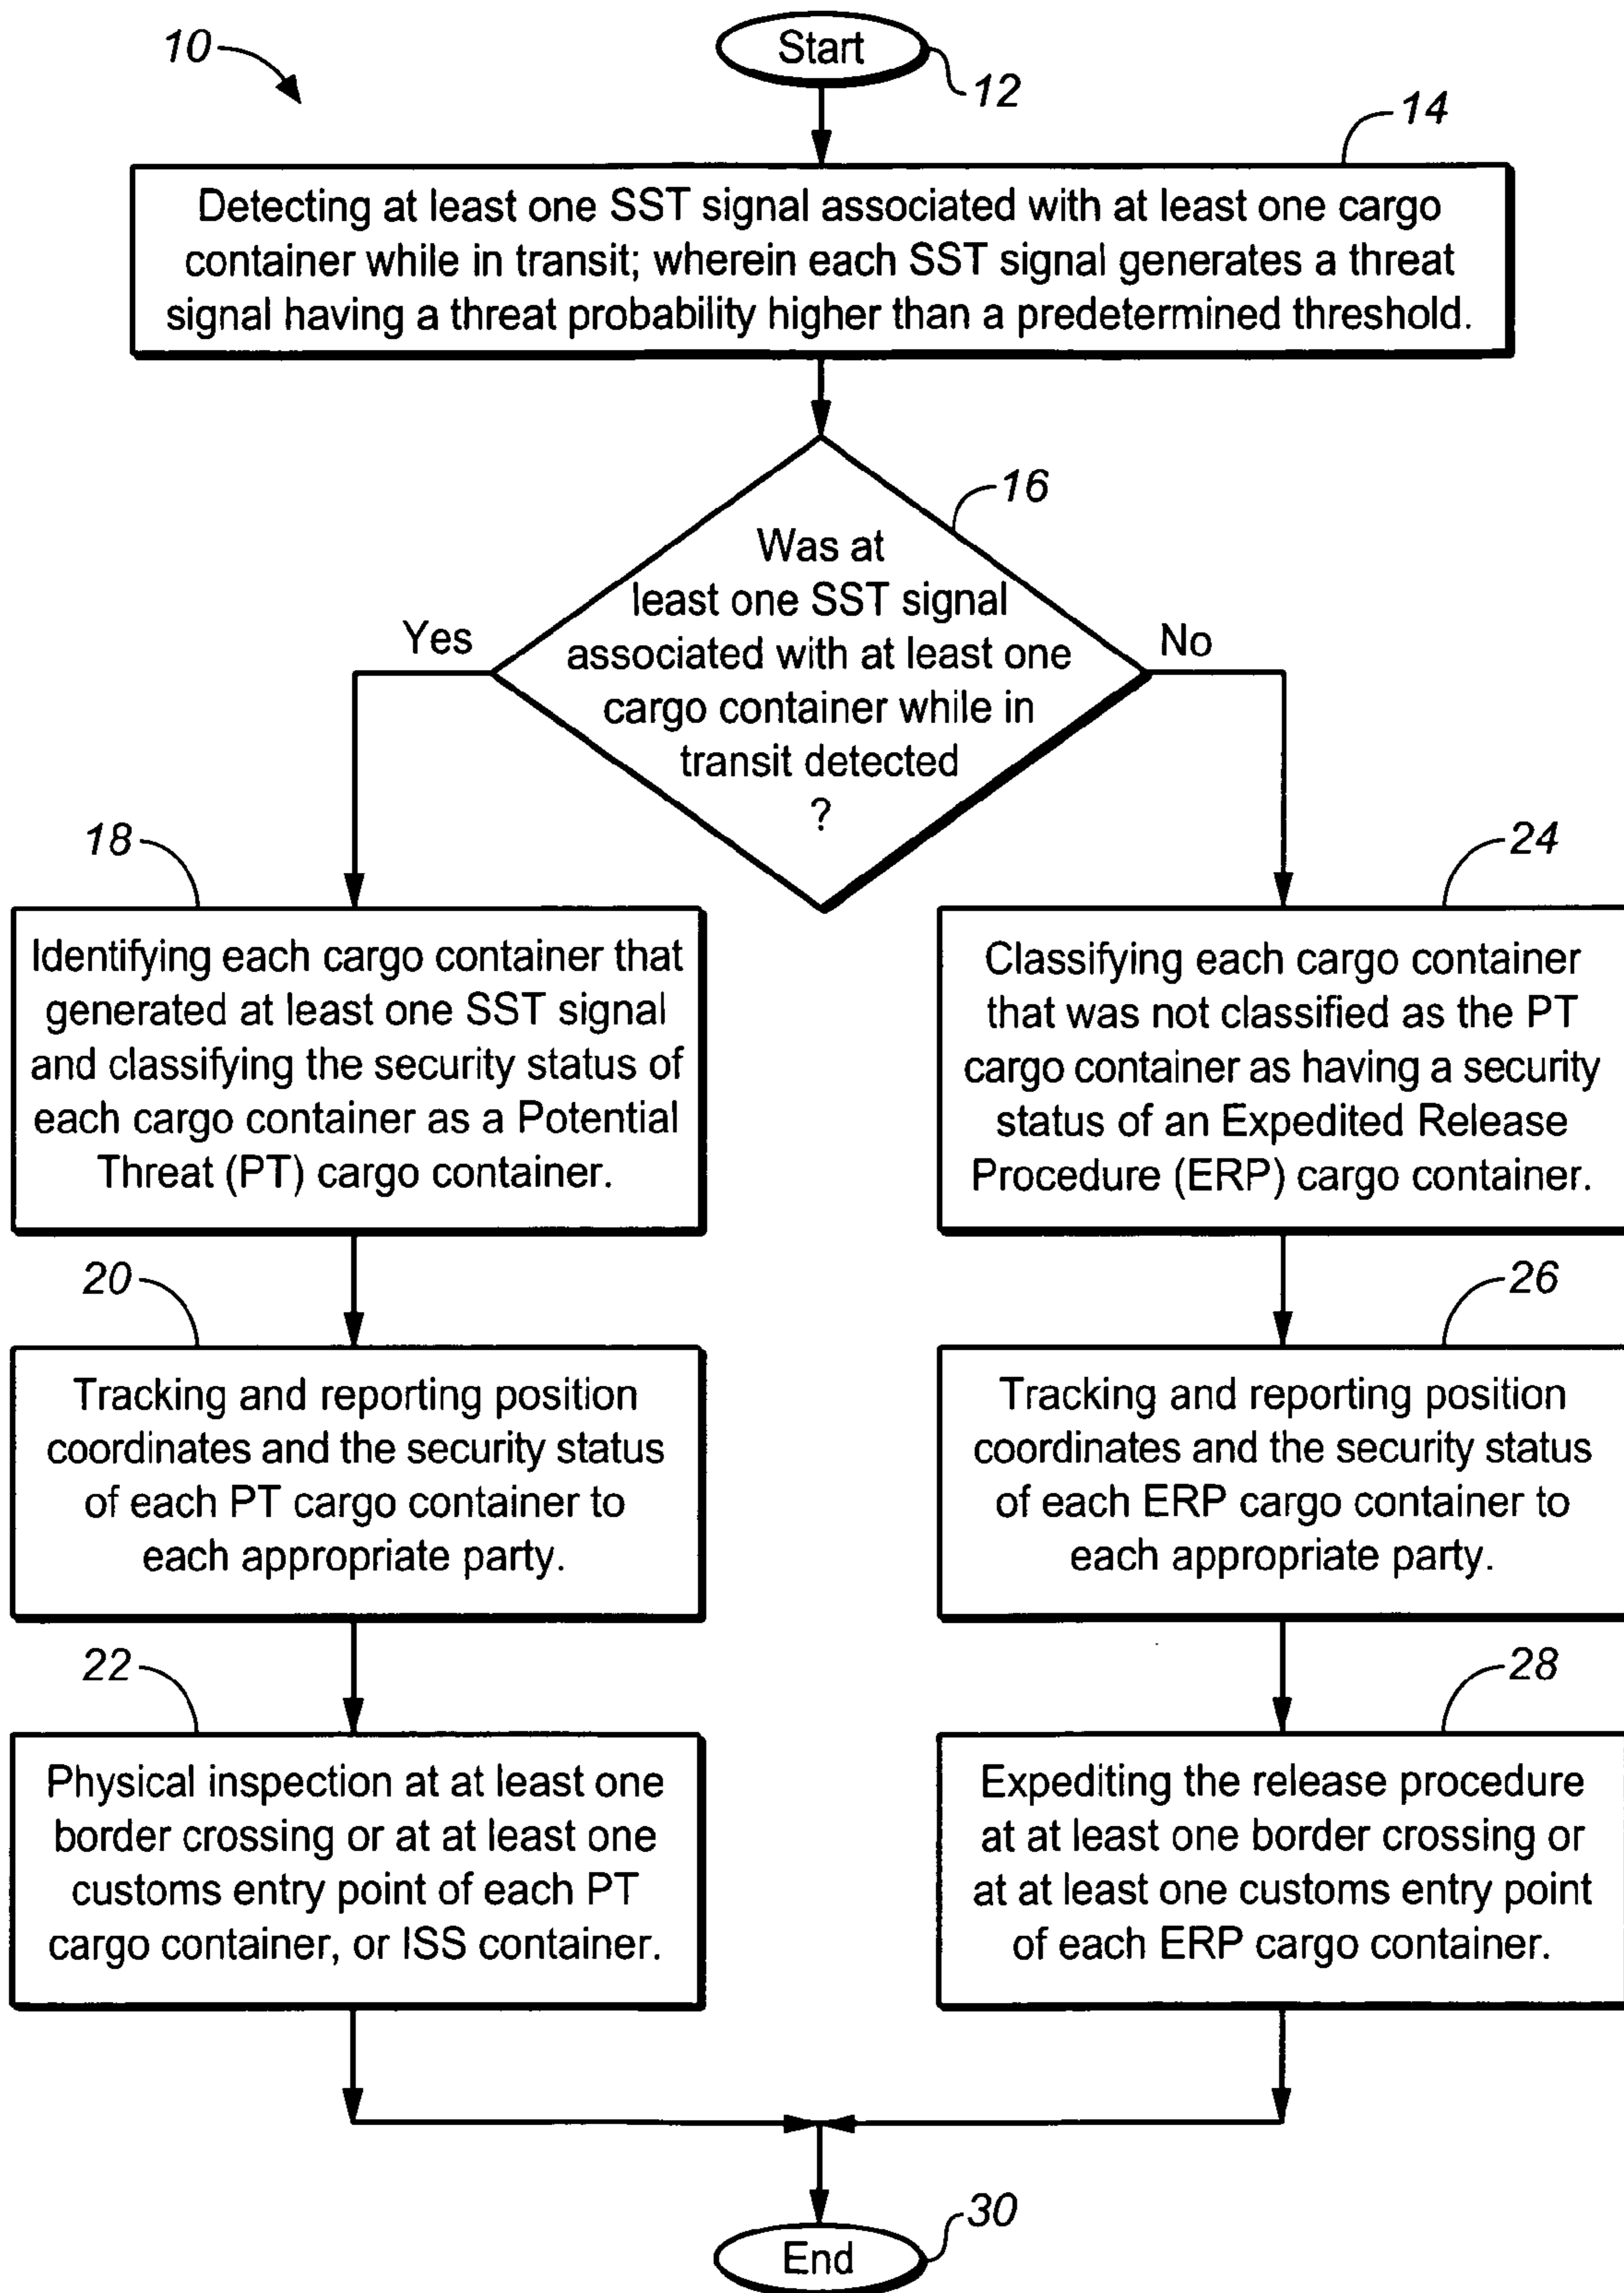 10
Start
12
14
Detecting at least one SST signal associated with at least one cargo
container while in transit; wherein each SST signal generates a threat
signal having a threat probability higher than a predetermined threshold.
16
Was at
least one SST signal
associated with at least one
cargo container while in
transit detected
?
Yes
No
18
Identifying each cargo container that
generated at least one SST signal
and classifying the security status of
each cargo container as a Potential
Threat (PT) cargo container.
24
Classifying each cargo container
that was not classified as the PT
cargo container as having a security
status of an Expedited Release
Procedure (ERP) cargo container.
20
Tracking and reporting position
coordinates and the security status
of each PT cargo container to
each appropriate party.
26
Tracking and reporting position
coordinates and the security status
of each ERP cargo container to
each appropriate party.
22
Physical inspection at at least one
border crossing or at at least one
customs entry point of each PT
cargo container, or ISS container.
28
Expediting the release procedure
at at least one border crossing or
at at least one customs entry point
of each ERP cargo container.
30
End